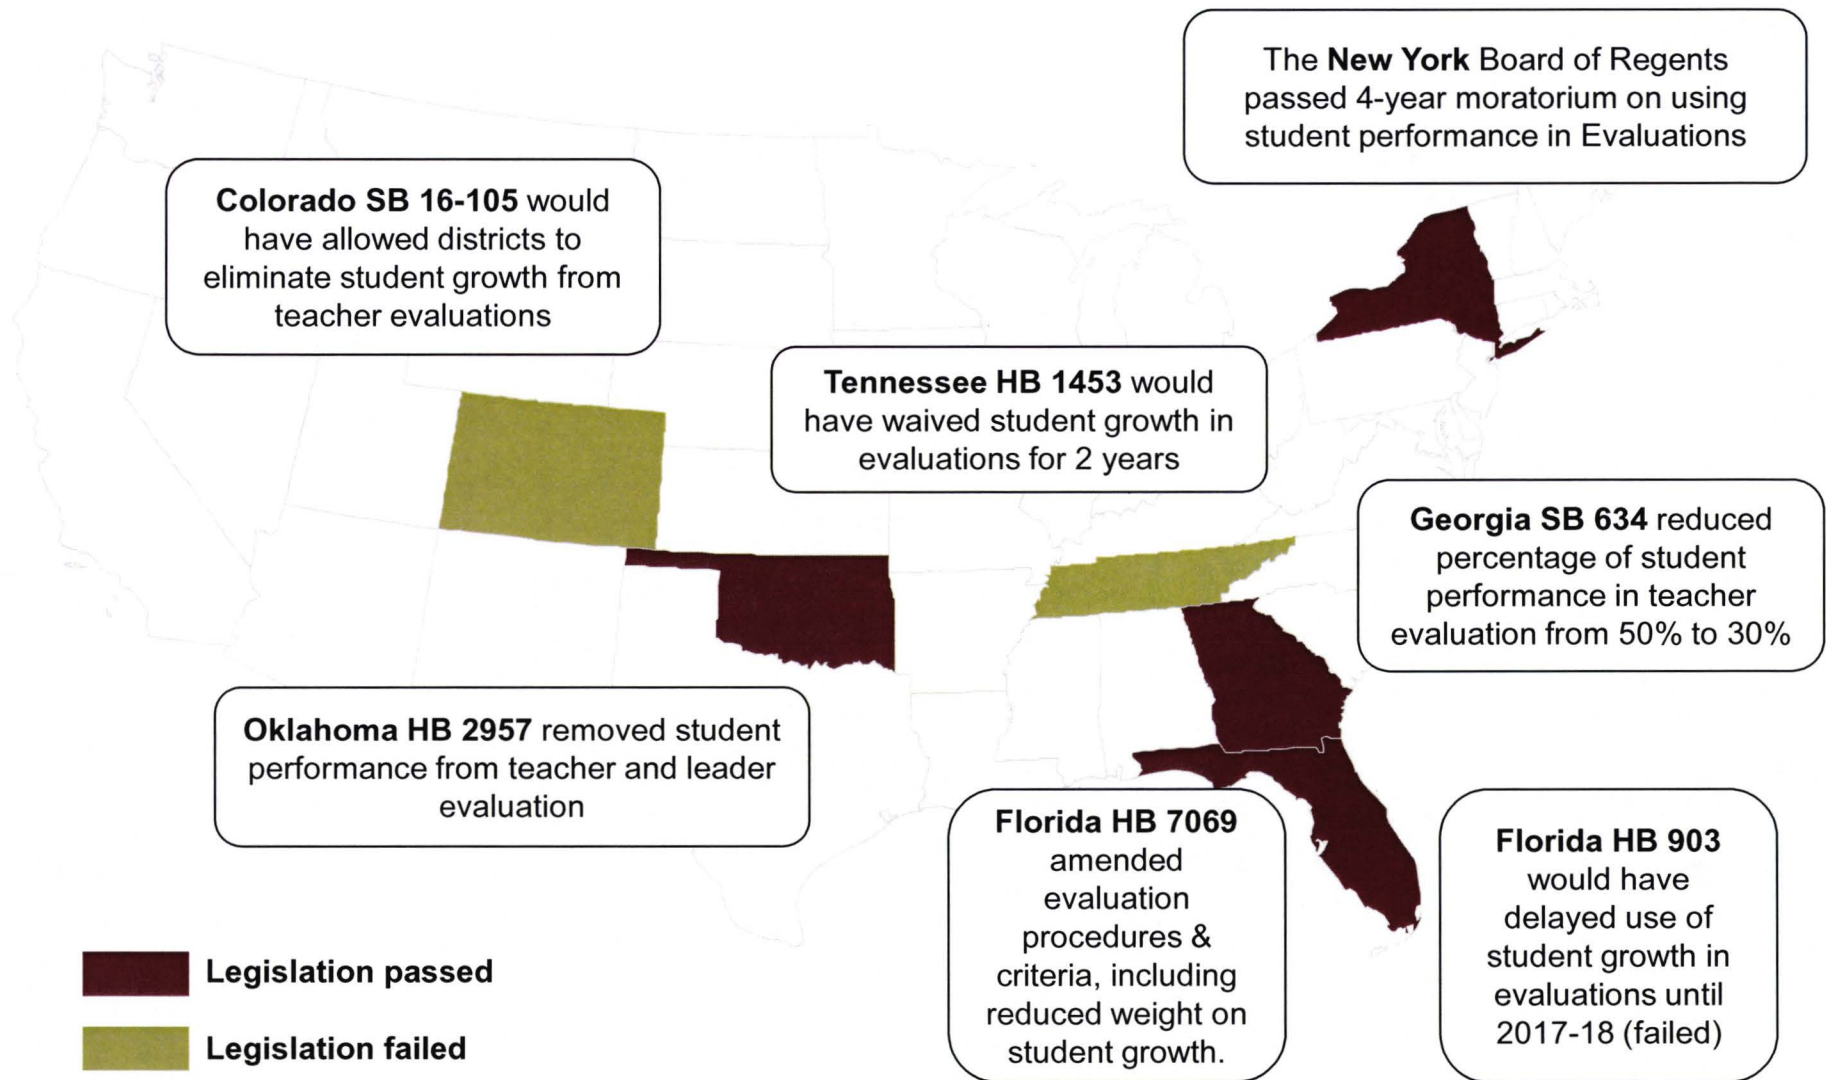 The New York Board of Regents
passed 4-year moratorium on using
student performance in Evaluations
Colorado SB 16-105 would
have allowed districts to
eliminate student growth from
teacher evaluations
Tennessee HB 1453 would
have waived student growth in
evaluations for 2 years
Georgia SB 634 reduced
percentage of student
performance in teacher
evaluation from 50% to 30%
Oklahoma HB 2957 removed student
performance from teacher and leader
evaluation
Florida HB 7069
amended
evaluation
procedures &
criteria, including
reduced weight on
student growth.
Florida HB 903
would have
delayed use of
student growth in
evaluations until
2017-18 (failed)
Legislation passed
Legislation failed